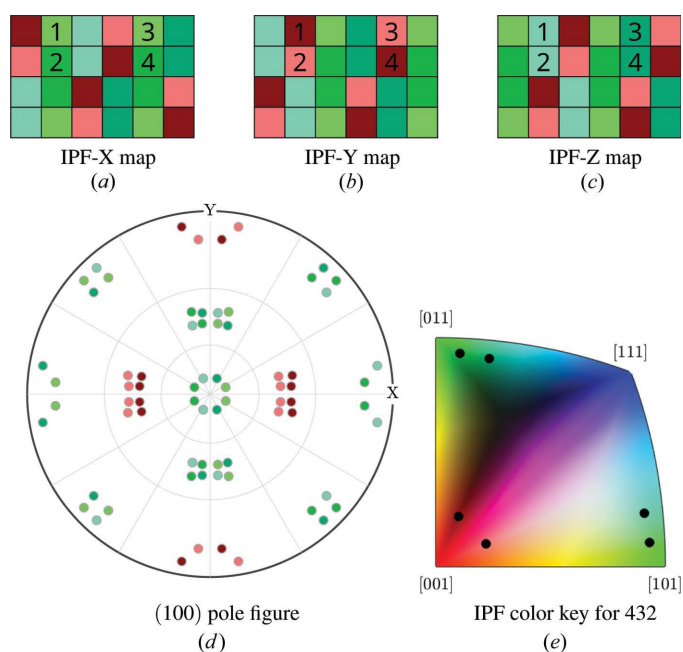 1 3
2 4
IPF-X map
(a)
1 3
2 4
IPF-Y map
(b)
1 3
2 4
IPF-Z map
(c)
Y
X
(100) pole figure
(d)
[011]
[111]
[001]
[101]
IPF color key for 432
(e)